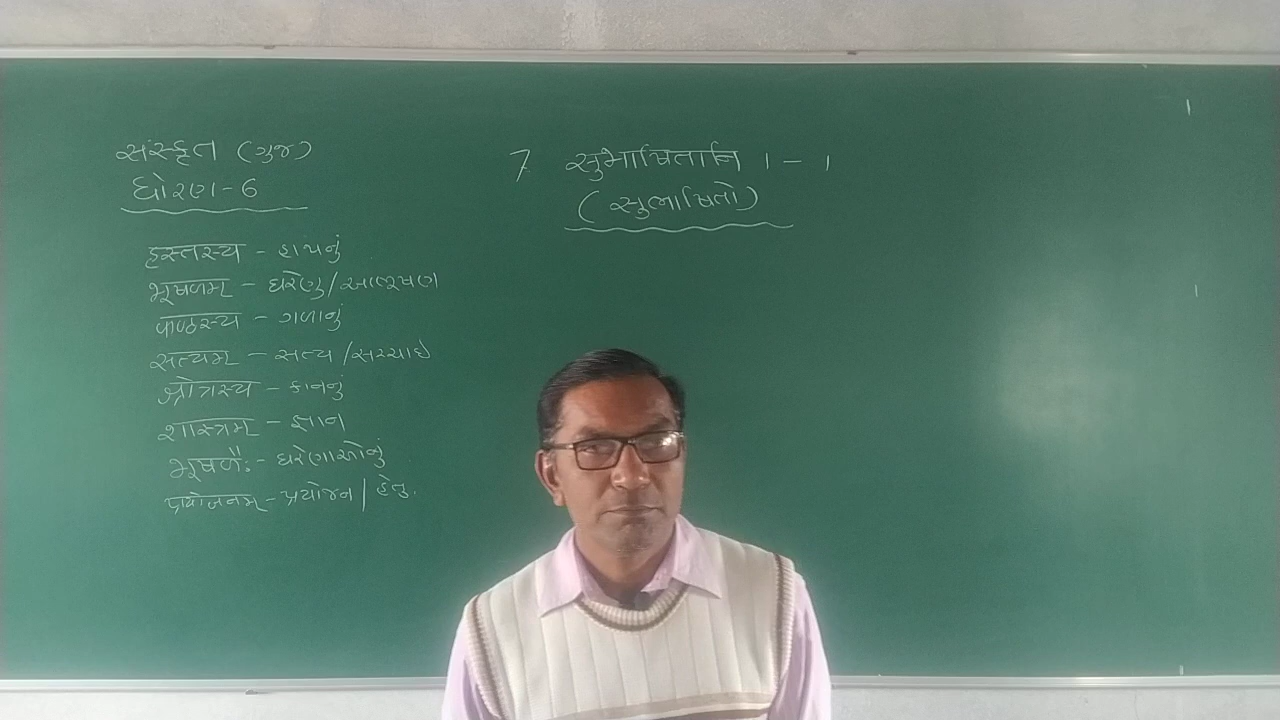 સંસ્કૃત (ગુજ)
ધોરણ-6
हस्तस्य - હાથનું
भूषणम् - ઘરેણુ/આભૂષણ
कण्ठस्य - ગળાનું
सत्यम् - સત્ય/સચ્ચાઇ
श्रोत्रस्य - કાનનું
शास्त्रम् - જ્ઞાન
भूषणैः - ઘરેણાઓનું
प्रयोजनम् - પ્રયોજન/હેતુ.
7 सुभाषितानि ।-।
(સુભાષિતો)